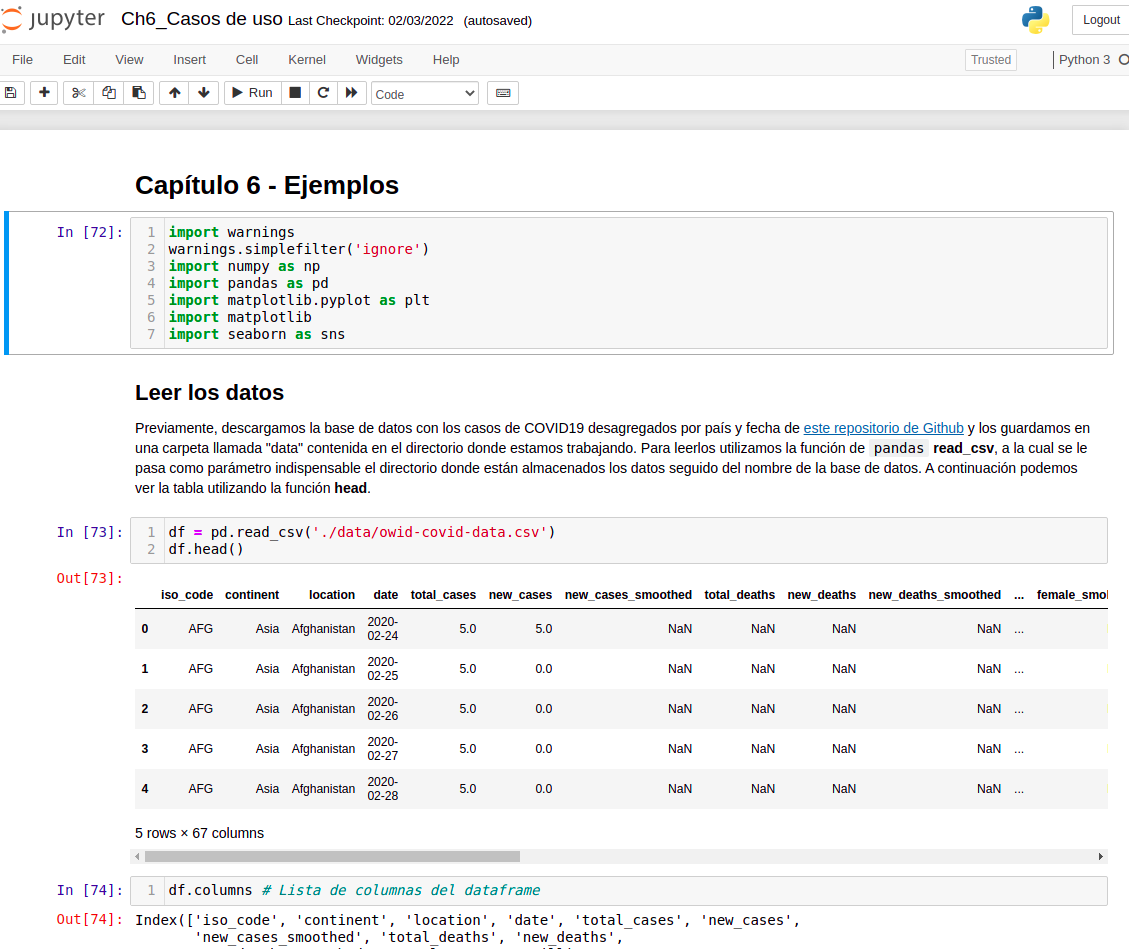 jupyter Ch6_Casos de uso Last Checkpoint: 02/03/2022 (autosaved) Logout
File Edit View Insert Cell Kernel Widgets Help Trusted Python 3
Run Code
Capítulo 6 - Ejemplos
In [72]: 1 import warnings
2 warnings.simplefilter('ignore')
3 import numpy as np
4 import pandas as pd
5 import matplotlib.pyplot as plt
6 import matplotlib
7 import seaborn as sns
Leer los datos
Previamente, descargamos la base de datos con los casos de COVID19 desagregados por país y fecha de este repositorio de Github y los guardamos en
una carpeta llamada "data" contenida en el directorio donde estamos trabajando. Para leerlos utilizamos la función de pandas read_csv, a la cual se le
pasa como parámetro indispensable el directorio donde están almacenados los datos seguido del nombre de la base de datos. A continuación podemos
ver la tabla utilizando la función head.
In [73]: 1 df = pd.read_csv('./data/owid-covid-data.csv')
2 df.head()
Out[73]:
iso_code continent location date total_cases new_cases new_cases_smoothed total_deaths new_deaths new_deaths_smoothed ...
0 AFG Asia Afghanistan 2020-02-24 5.0 5.0 NaN NaN NaN NaN ...
1 AFG Asia Afghanistan 2020-02-25 5.0 0.0 NaN NaN NaN NaN ...
2 AFG Asia Afghanistan 2020-02-26 5.0 0.0 NaN NaN NaN NaN ...
3 AFG Asia Afghanistan 2020-02-27 5.0 0.0 NaN NaN NaN NaN ...
4 AFG Asia Afghanistan 2020-02-28 5.0 0.0 NaN NaN NaN NaN ...
5 rows × 67 columns
In [74]: 1 df.columns # Lista de columnas del dataframe
Out[74]: Index(['iso_code', 'continent', 'location', 'date', 'total_cases', 'new_cases',
'new_cases_smoothed', 'total_deaths', 'new_deaths',